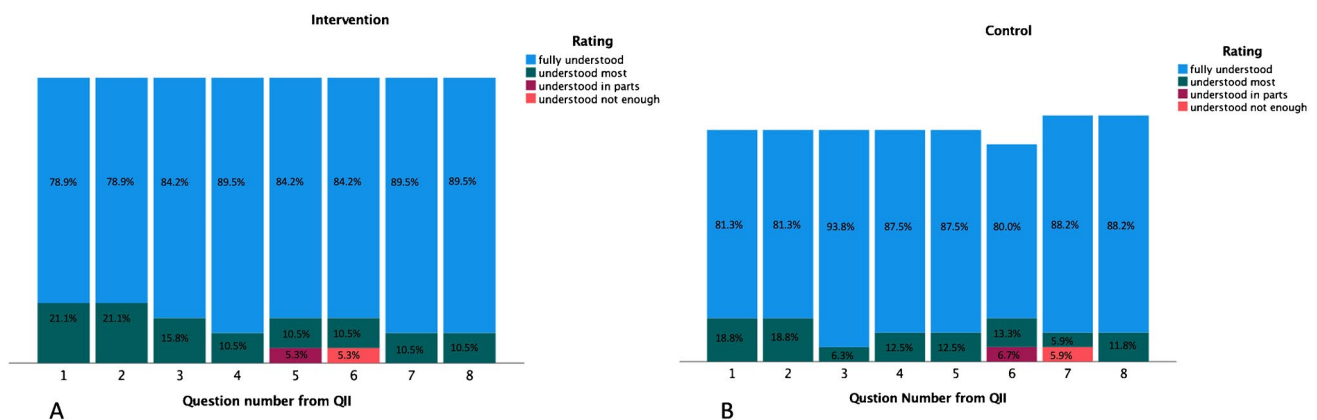 Intervention
Rating
fully understood
understood most
understood in parts
understood not enough
78.9% 78.9% 84.2% 89.5% 84.2% 84.2% 89.5% 89.5%
21.1% 21.1% 15.8% 10.5% 10.5% 10.5% 10.5% 10.5%
5.3% 5.3%
1 2 3 4 5 6 7 8
Question number from QII
A
Control
Rating
fully understood
understood most
understood in parts
understood not enough
81.3% 81.3% 93.8% 87.5% 87.5% 80.0% 88.2% 88.2%
18.8% 18.8% 6.3% 12.5% 12.5% 13.3% 5.9% 11.8%
6.7% 5.9%
1 2 3 4 5 6 7 8
Qustion Number from QII
B